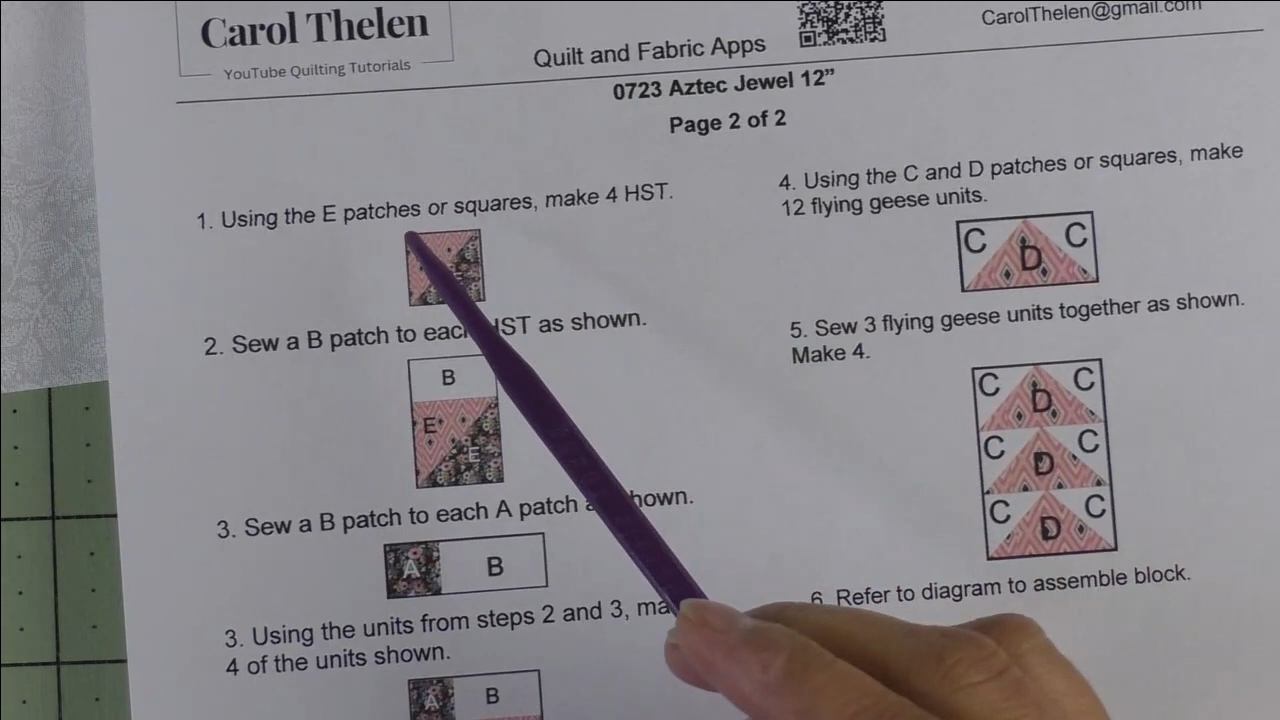 Carol Thelen
YouTube Quilting Tutorials
Quilt and Fabric Apps
CarolThelen@gmail.com
0723 Aztec Jewel 12”
Page 2 of 2
1. Using the E patches or squares, make 4 HST.
2. Sew a B patch to each HST as shown.
B
E
E
3. Sew a B patch to each A patch as shown.
A B
3. Using the units from steps 2 and 3,
4 of the units shown.
A B
4. Using the C and D patches or squares, make
12 flying geese units.
C D C
5. Sew 3 flying geese units together as shown.
Make 4.
C D C
C D C
C D C
6. Refer to diagram to assemble block.